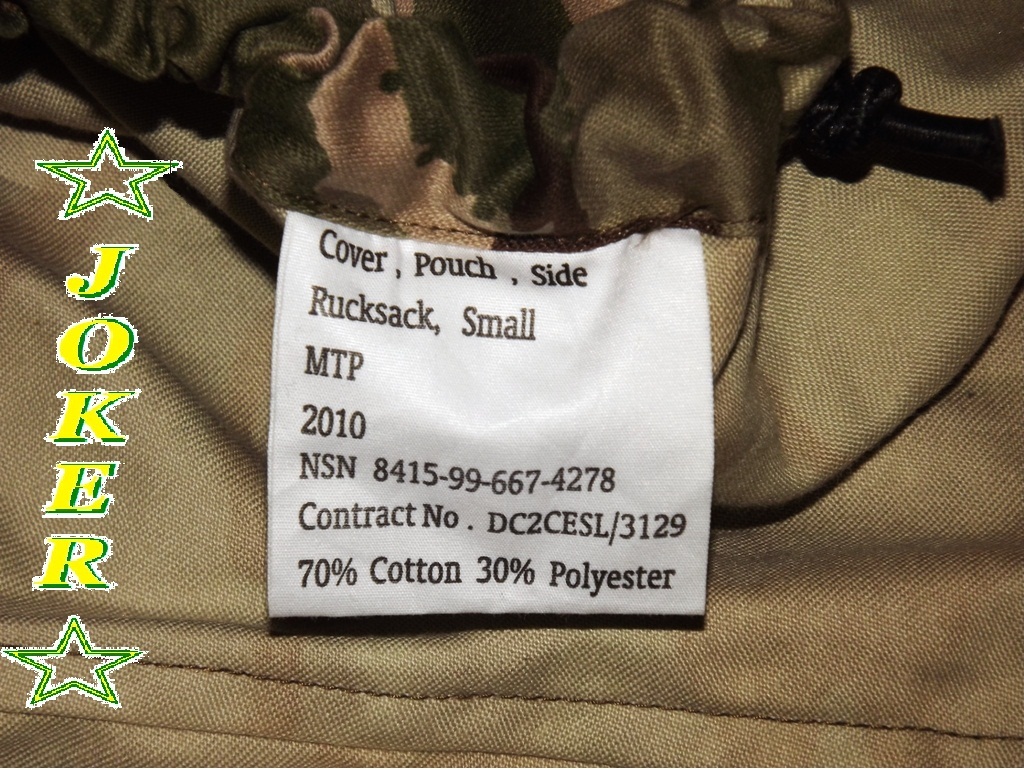 JOKER
Cover , Pouch , Side
Rucksack, Small
MTP
2010
NSN 8415-99-667-4278
Contract No . DC2CESL/3129
70% Cotton 30% Polyester